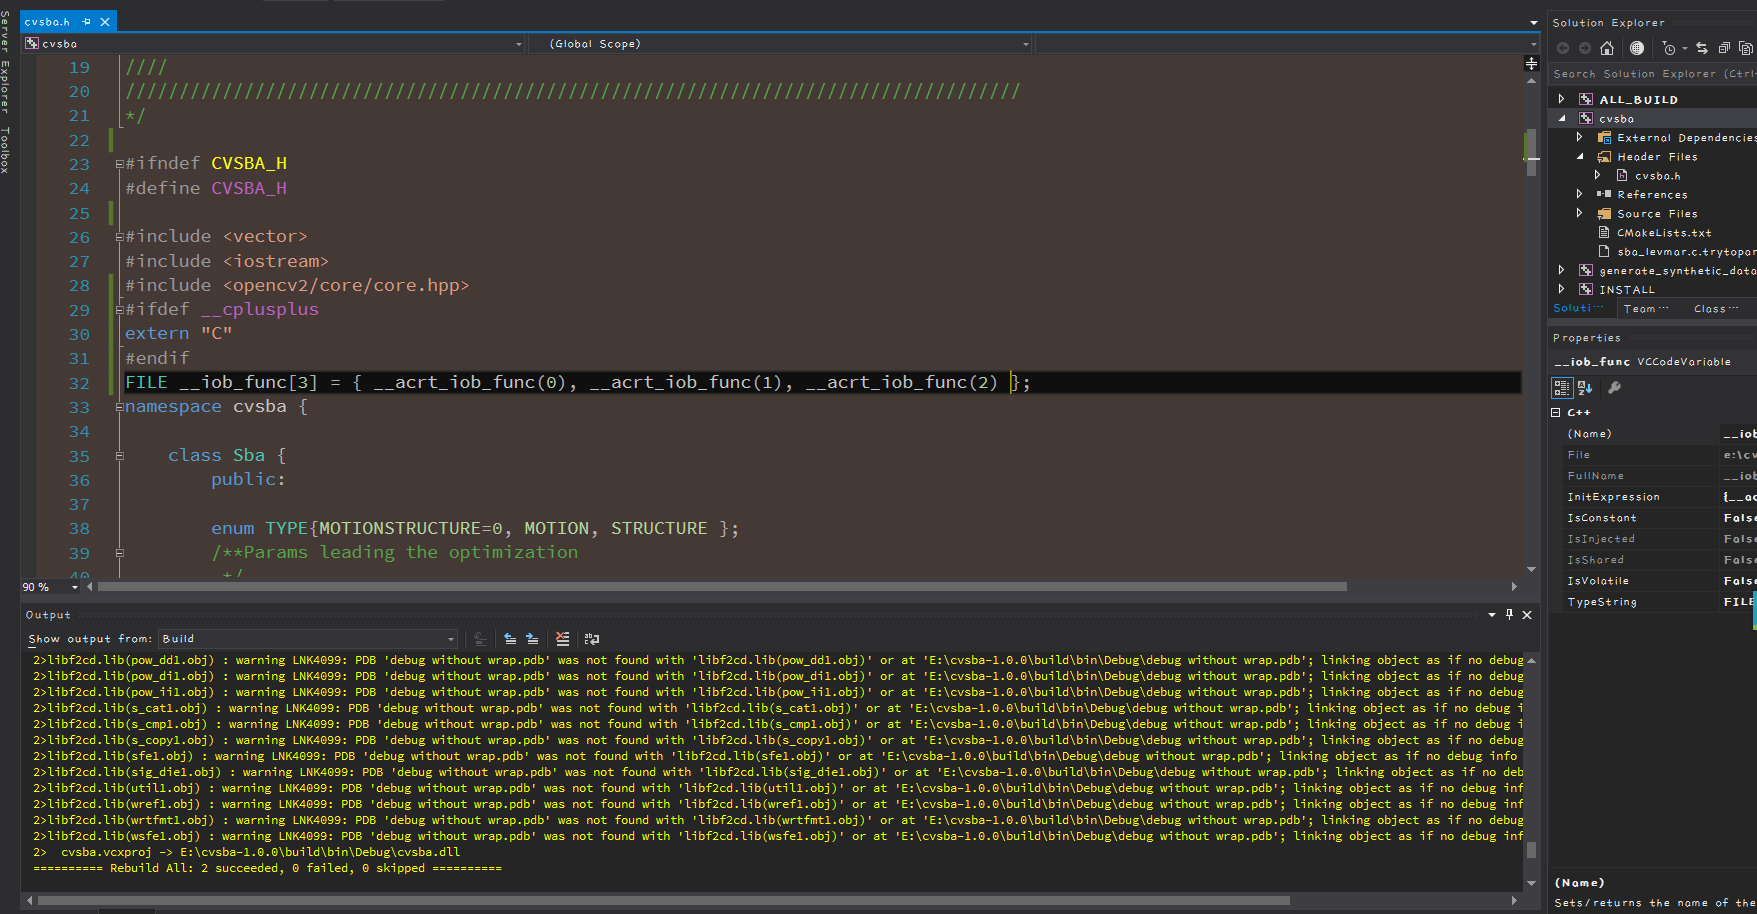 Server Explorer
Toolbox
cvsba.h
cvsba
(Global Scope)
19 ////
20 ///////////////////////////////////////////////////////////////////////////////////
21 */
22
23 #ifndef CVSBA_H
24 #define CVSBA_H
25
26 #include <vector>
27 #include <iostream>
28 #include <opencv2/core/core.hpp>
29 #ifdef __cplusplus
30 extern "C"
31 #endif
32 FILE __iob_func[3] = { __acrt_iob_func(0), __acrt_iob_func(1), __acrt_iob_func(2) };
33 namespace cvsba {
34
35 class Sba {
36 public:
37
38 enum TYPE{MOTIONSTRUCTURE=0, MOTION, STRUCTURE };
39 /**Params leading the optimization
40 */
90 %
Output
Show output from: Build
2>libf2cd.lib(pow_dd1.obj) : warning LNK4099: PDB 'debug without wrap.pdb' was not found with 'libf2cd.lib(pow_dd1.obj)' or at 'E:\cvsba-1.0.0\build\bin\Debug\debug without wrap.pdb'; linking object as if no debug
2>libf2cd.lib(pow_di1.obj) : warning LNK4099: PDB 'debug without wrap.pdb' was not found with 'libf2cd.lib(pow_di1.obj)' or at 'E:\cvsba-1.0.0\build\bin\Debug\debug without wrap.pdb'; linking object as if no debug
2>libf2cd.lib(pow_ii1.obj) : warning LNK4099: PDB 'debug without wrap.pdb' was not found with 'libf2cd.lib(pow_ii1.obj)' or at 'E:\cvsba-1.0.0\build\bin\Debug\debug without wrap.pdb'; linking object as if no debug
2>libf2cd.lib(s_cat1.obj) : warning LNK4099: PDB 'debug without wrap.pdb' was not found with 'libf2cd.lib(s_cat1.obj)' or at 'E:\cvsba-1.0.0\build\bin\Debug\debug without wrap.pdb'; linking object as if no debug i
2>libf2cd.lib(s_cmp1.obj) : warning LNK4099: PDB 'debug without wrap.pdb' was not found with 'libf2cd.lib(s_cmp1.obj)' or at 'E:\cvsba-1.0.0\build\bin\Debug\debug without wrap.pdb'; linking object as if no debug i
2>libf2cd.lib(s_copy1.obj) : warning LNK4099: PDB 'debug without wrap.pdb' was not found with 'libf2cd.lib(s_copy1.obj)' or at 'E:\cvsba-1.0.0\build\bin\Debug\debug without wrap.pdb'; linking object as if no debug
2>libf2cd.lib(sfe1.obj) : warning LNK4099: PDB 'debug without wrap.pdb' was not found with 'libf2cd.lib(sfe1.obj)' or at 'E:\cvsba-1.0.0\build\bin\Debug\debug without wrap.pdb'; linking object as if no debug info
2>libf2cd.lib(sig_die1.obj) : warning LNK4099: PDB 'debug without wrap.pdb' was not found with 'libf2cd.lib(sig_die1.obj)' or at 'E:\cvsba-1.0.0\build\bin\Debug\debug without wrap.pdb'; linking object as if no deb
2>libf2cd.lib(util1.obj) : warning LNK4099: PDB 'debug without wrap.pdb' was not found with 'libf2cd.lib(util1.obj)' or at 'E:\cvsba-1.0.0\build\bin\Debug\debug without wrap.pdb'; linking object as if no debug inf
2>libf2cd.lib(wref1.obj) : warning LNK4099: PDB 'debug without wrap.pdb' was not found with 'libf2cd.lib(wref1.obj)' or at 'E:\cvsba-1.0.0\build\bin\Debug\debug without wrap.pdb'; linking object as if no debug inf
2>libf2cd.lib(wrtfmt1.obj) : warning LNK4099: PDB 'debug without wrap.pdb' was not found with 'libf2cd.lib(wrtfmt1.obj)' or at 'E:\cvsba-1.0.0\build\bin\Debug\debug without wrap.pdb'; linking object as if no debug
2>libf2cd.lib(wsfe1.obj) : warning LNK4099: PDB 'debug without wrap.pdb' was not found with 'libf2cd.lib(wsfe1.obj)' or at 'E:\cvsba-1.0.0\build\bin\Debug\debug without wrap.pdb'; linking object as if no debug inf
2> cvsba.vcxproj -> E:\cvsba-1.0.0\build\bin\Debug\cvsba.dll
========== Rebuild All: 2 succeeded, 0 failed, 0 skipped ==========
Solution Explorer
Search Solution Explorer (Ctrl
ALL_BUILD
cvsba
External Dependencies
Header Files
cvsba.h
References
Source Files
CMakeLists.txt
sba_levmar.c.trytopar
generate_synthetic_data
INSTALL
Soluti... Team... Class...
Properties
__iob_func VCCodeVariable
C++
(Name) __iob
File e:\cv
FullName __iob
InitExpression {__ac
IsConstant False
IsInjected False
IsShared False
IsVolatile False
TypeString FILE
(Name)
Sets/returns the name of the